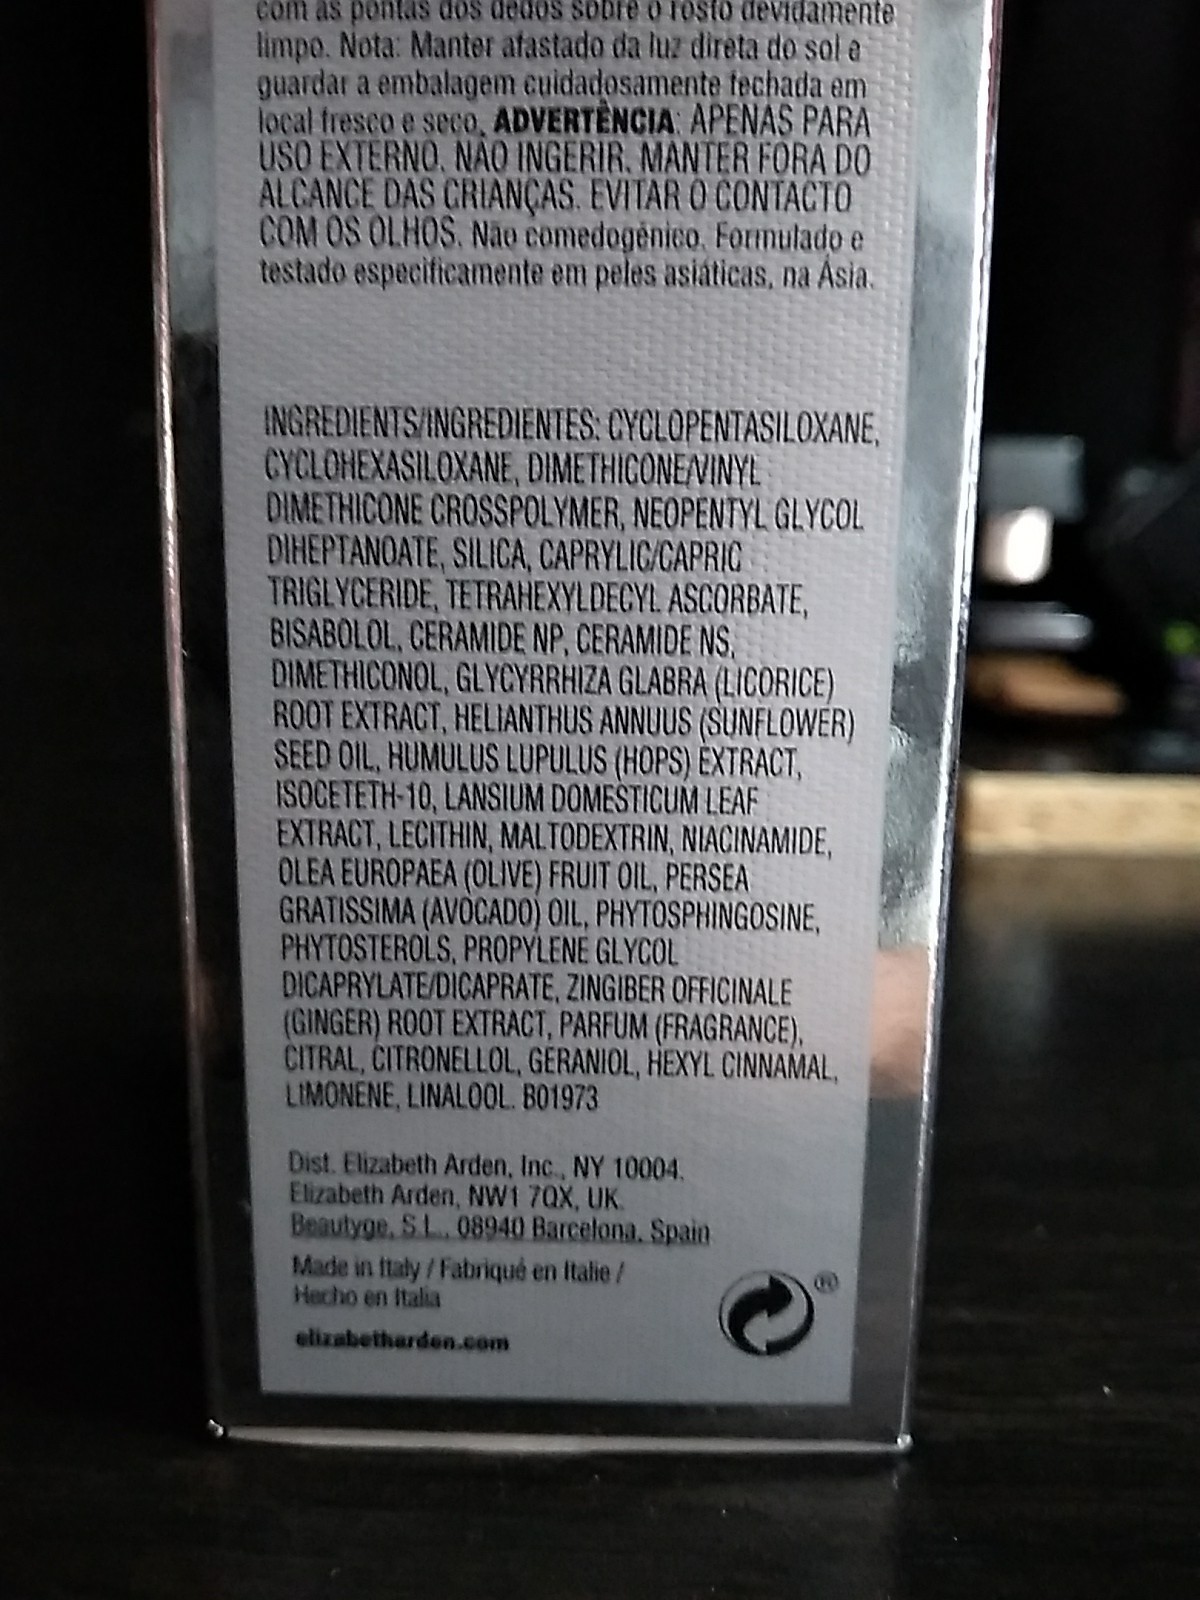 com as pontas dos dedos sobre o rosto devidamente
limpo. Nota: Manter afastado da luz direta do sol e
guardar a embalagem cuidadosamente fechada em
local fresco e seco. ADVERTÊNCIA: APENAS PARA
USO EXTERNO. NÃO INGERIR. MANTER FORA DO
ALCANCE DAS CRIANÇAS. EVITAR O CONTACTO
COM OS OLHOS. Não comedogénico. Formulado e
testado especificamente em peles asiáticas, na Ásia.
INGREDIENTS/INGREDIENTES: CYCLOPENTASILOXANE,
CYCLOHEXASILOXANE, DIMETHICONE/VINYL
DIMETHICONE CROSSPOLYMER, NEOPENTYL GLYCOL
DIHEPTANOATE, SILICA, CAPRYLIC/CAPRIC
TRIGLYCERIDE, TETRAHEXYLDECYL ASCORBATE,
BISABOLOL, CERAMIDE NP, CERAMIDE NS,
DIMETHICONOL, GLYCYRRHIZA GLABRA (LICORICE)
ROOT EXTRACT, HELIANTHUS ANNUUS (SUNFLOWER)
SEED OIL, HUMULUS LUPULUS (HOPS) EXTRACT,
ISOCETETH-10, LANSIUM DOMESTICUM LEAF
EXTRACT, LECITHIN, MALTODEXTRIN, NIACINAMIDE,
OLEA EUROPAEA (OLIVE) FRUIT OIL, PERSEA
GRATISSIMA (AVOCADO) OIL, PHYTOSPHINGOSINE,
PHYTOSTEROLS, PROPYLENE GLYCOL
DICAPRYLATE/DICAPRATE, ZINGIBER OFFICINALE
(GINGER) ROOT EXTRACT, PARFUM (FRAGRANCE),
CITRAL, CITRONELLOL, GERANIOL, HEXYL CINNAMAL,
LIMONENE, LINALOOL. B01973
Dist. Elizabeth Arden, Inc., NY 10004.
Elizabeth Arden, NW1 7QX, UK.
Beautyge, S.L., 08940 Barcelona, Spain
Made in Italy / Fabriqué en Italie /
Hecho en Italia
®
elizabetharden.com